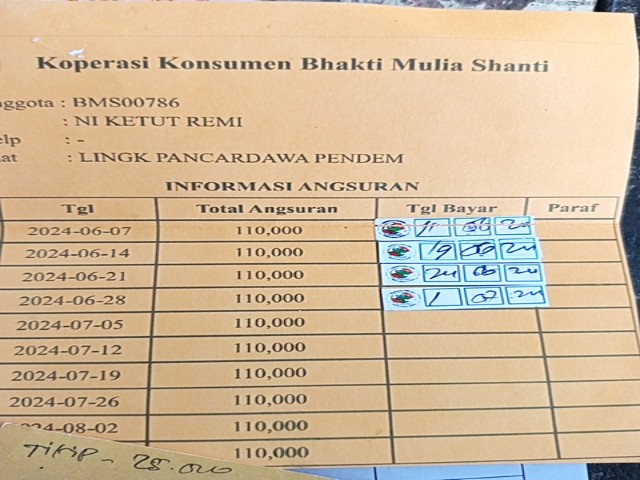 Koperasi Konsumen Bhakti Mulia Shanti
nggota : BMS00786
: NI KETUT REMI
elp : -
at : LINGK PANCARDAWA PENDEM
INFORMASI ANGSURAN
Tgl Total Angsuran Tgl Bayar Paraf
2024-06-07 110,000 11 06 24
2024-06-14 110,000 19 06 24
2024-06-21 110,000 24 06 24
2024-06-28 110,000 1 24
2024-07-05 110,000
2024-07-12 110,000
2024-07-19 110,000
2024-07-26 110,000
24-08-02 110,000
110,000
TiTiP - 25.000